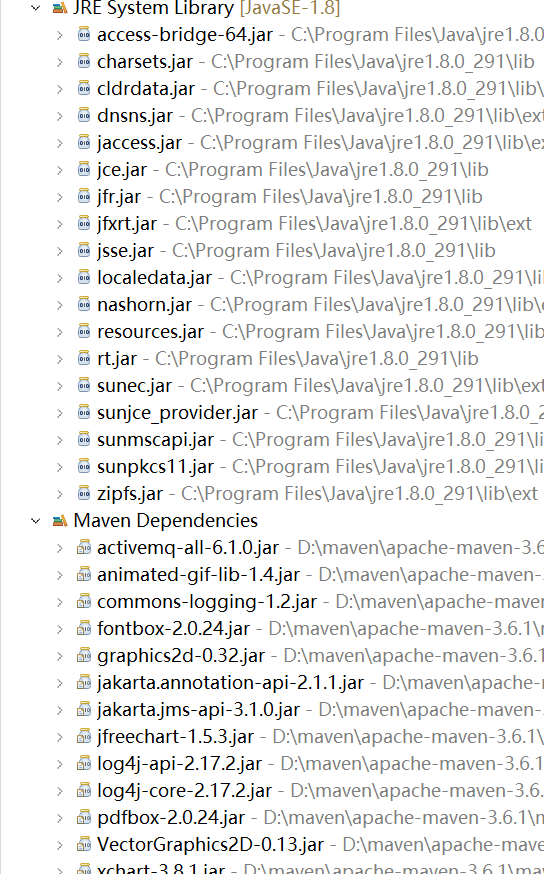 JRE System Library [JavaSE-1.8]
access-bridge-64.jar - C:\Program Files\Java\jre1.8.0
charsets.jar - C:\Program Files\Java\jre1.8.0_291\lib
cldrdata.jar - C:\Program Files\Java\jre1.8.0_291\lib
dnsns.jar - C:\Program Files\Java\jre1.8.0_291\lib\ext
jaccess.jar - C:\Program Files\Java\jre1.8.0_291\lib\e
jce.jar - C:\Program Files\Java\jre1.8.0_291\lib
jfr.jar - C:\Program Files\Java\jre1.8.0_291\lib
jfxrt.jar - C:\Program Files\Java\jre1.8.0_291\lib\ext
jsse.jar - C:\Program Files\Java\jre1.8.0_291\lib
localedata.jar - C:\Program Files\Java\jre1.8.0_291\lib
nashorn.jar - C:\Program Files\Java\jre1.8.0_291\lib\e
resources.jar - C:\Program Files\Java\jre1.8.0_291\lib
rt.jar - C:\Program Files\Java\jre1.8.0_291\lib
sunec.jar - C:\Program Files\Java\jre1.8.0_291\lib\ext
sunjce_provider.jar - C:\Program Files\Java\jre1.8.0_2
sunmscapi.jar - C:\Program Files\Java\jre1.8.0_291\li
sunpkcs11.jar - C:\Program Files\Java\jre1.8.0_291\li
zipfs.jar - C:\Program Files\Java\jre1.8.0_291\lib\ext
Maven Dependencies
activemq-all-6.1.0.jar - D:\maven\apache-maven-3.6
animated-gif-lib-1.4.jar - D:\maven\apache-maven-
commons-logging-1.2.jar - D:\maven\apache-maven
fontbox-2.0.24.jar - D:\maven\apache-maven-3.6.1\m
graphics2d-0.32.jar - D:\maven\apache-maven-3.6.1
jakarta.annotation-api-2.1.1.jar - D:\maven\apache-
jakarta.jms-api-3.1.0.jar - D:\maven\apache-maven-
jfreechart-1.5.3.jar - D:\maven\apache-maven-3.6.1\
log4j-api-2.17.2.jar - D:\maven\apache-maven-3.6.1
log4j-core-2.17.2.jar - D:\maven\apache-maven-3.6.
pdfbox-2.0.24.jar - D:\maven\apache-maven-3.6.1\m
VectorGraphics2D-0.13.jar - D:\maven\apache-mave
xchart-3.8.1.jar - D:\maven\apache-maven-3.6.1\mav